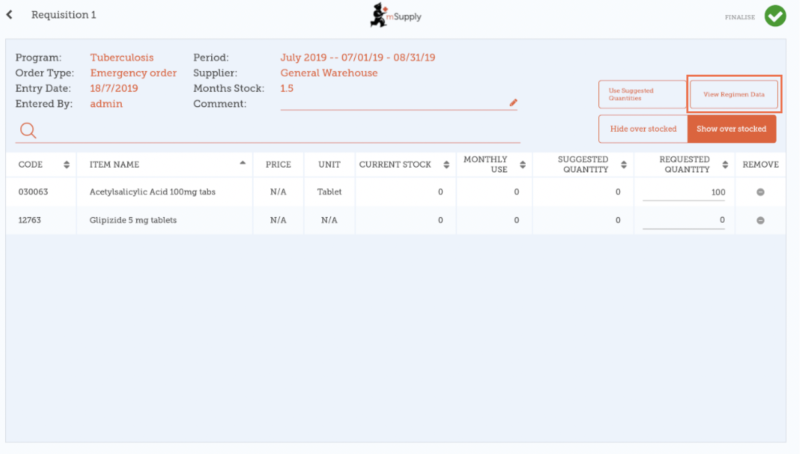 Requisition 1
mSupply
FINALISE
Program: Tuberculosis Period: July 2019 -- 07/01/19 - 08/31/19
Order Type: Emergency order Supplier: General Warehouse
Entry Date: 18/7/2019 Months Stock: 1.5
Entered By: admin Comment:
Use Suggested
Quantities
View Regimen Data
Hide over stocked Show over stocked
CODE ITEM NAME PRICE UNIT CURRENT STOCK MONTHLY USE SUGGESTED QUANTITY REQUESTED QUANTITY REMOVE
030063 Acetylsalicylic Acid 100mg tabs N/A Tablet 0 0 0 100
12763 Glipizide 5 mg tablets N/A N/A 0 0 0 0